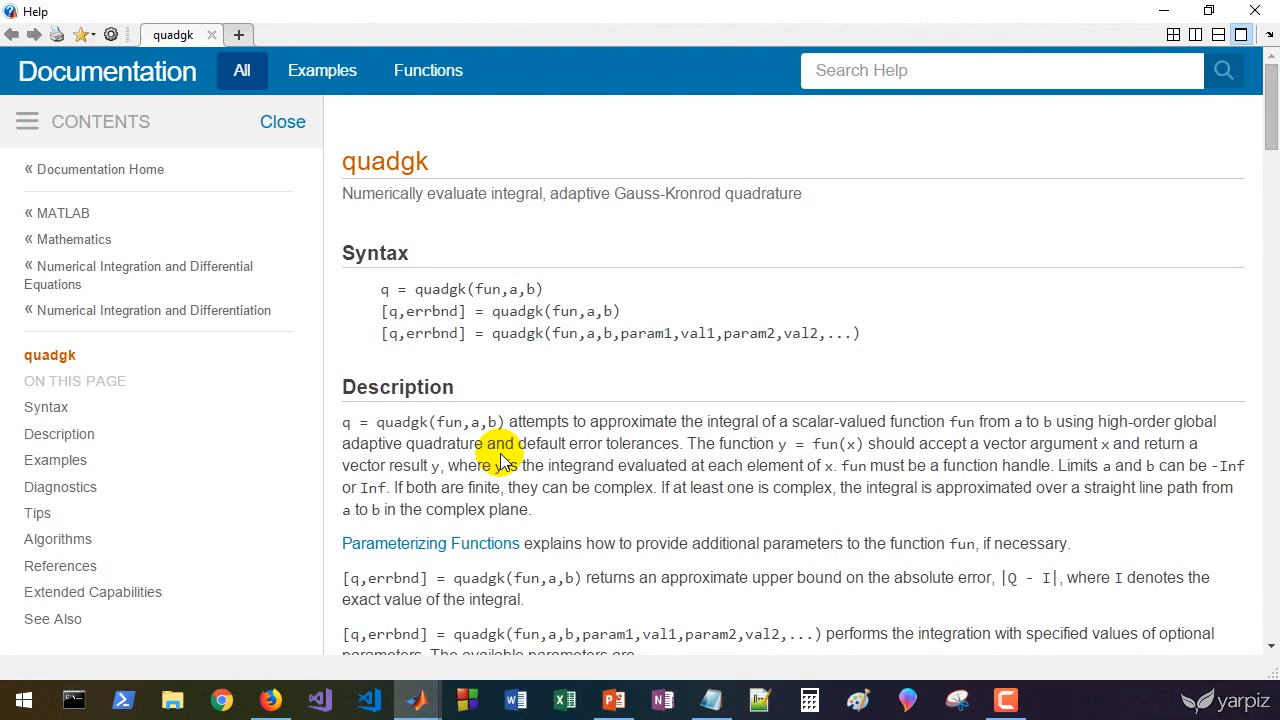 Help
quadgk
Documentation All Examples Functions Search Help
CONTENTS Close
« Documentation Home
« MATLAB
« Mathematics
« Numerical Integration and Differential
Equations
« Numerical Integration and Differentiation
quadgk
ON THIS PAGE
Syntax
Description
Examples
Diagnostics
Tips
Algorithms
References
Extended Capabilities
See Also
quadgk
Numerically evaluate integral, adaptive Gauss-Kronrod quadrature
Syntax
q = quadgk(fun,a,b)
[q,errbnd] = quadgk(fun,a,b)
[q,errbnd] = quadgk(fun,a,b,param1,val1,param2,val2,...)
Description
q = quadgk(fun,a,b) attempts to approximate the integral of a scalar-valued function fun from a to b using high-order global
adaptive quadrature and default error tolerances. The function y = fun(x) should accept a vector argument x and return a
vector result y, where y is the integrand evaluated at each element of x. fun must be a function handle. Limits a and b can be -Inf
or Inf. If both are finite, they can be complex. If at least one is complex, the integral is approximated over a straight line path from
a to b in the complex plane.
Parameterizing Functions explains how to provide additional parameters to the function fun, if necessary.
[q,errbnd] = quadgk(fun,a,b) returns an approximate upper bound on the absolute error, |Q - I|, where I denotes the
exact value of the integral.
[q,errbnd] = quadgk(fun,a,b,param1,val1,param2,val2,...) performs the integration with specified values of optional
parameters. The available parameters are
yarpiz